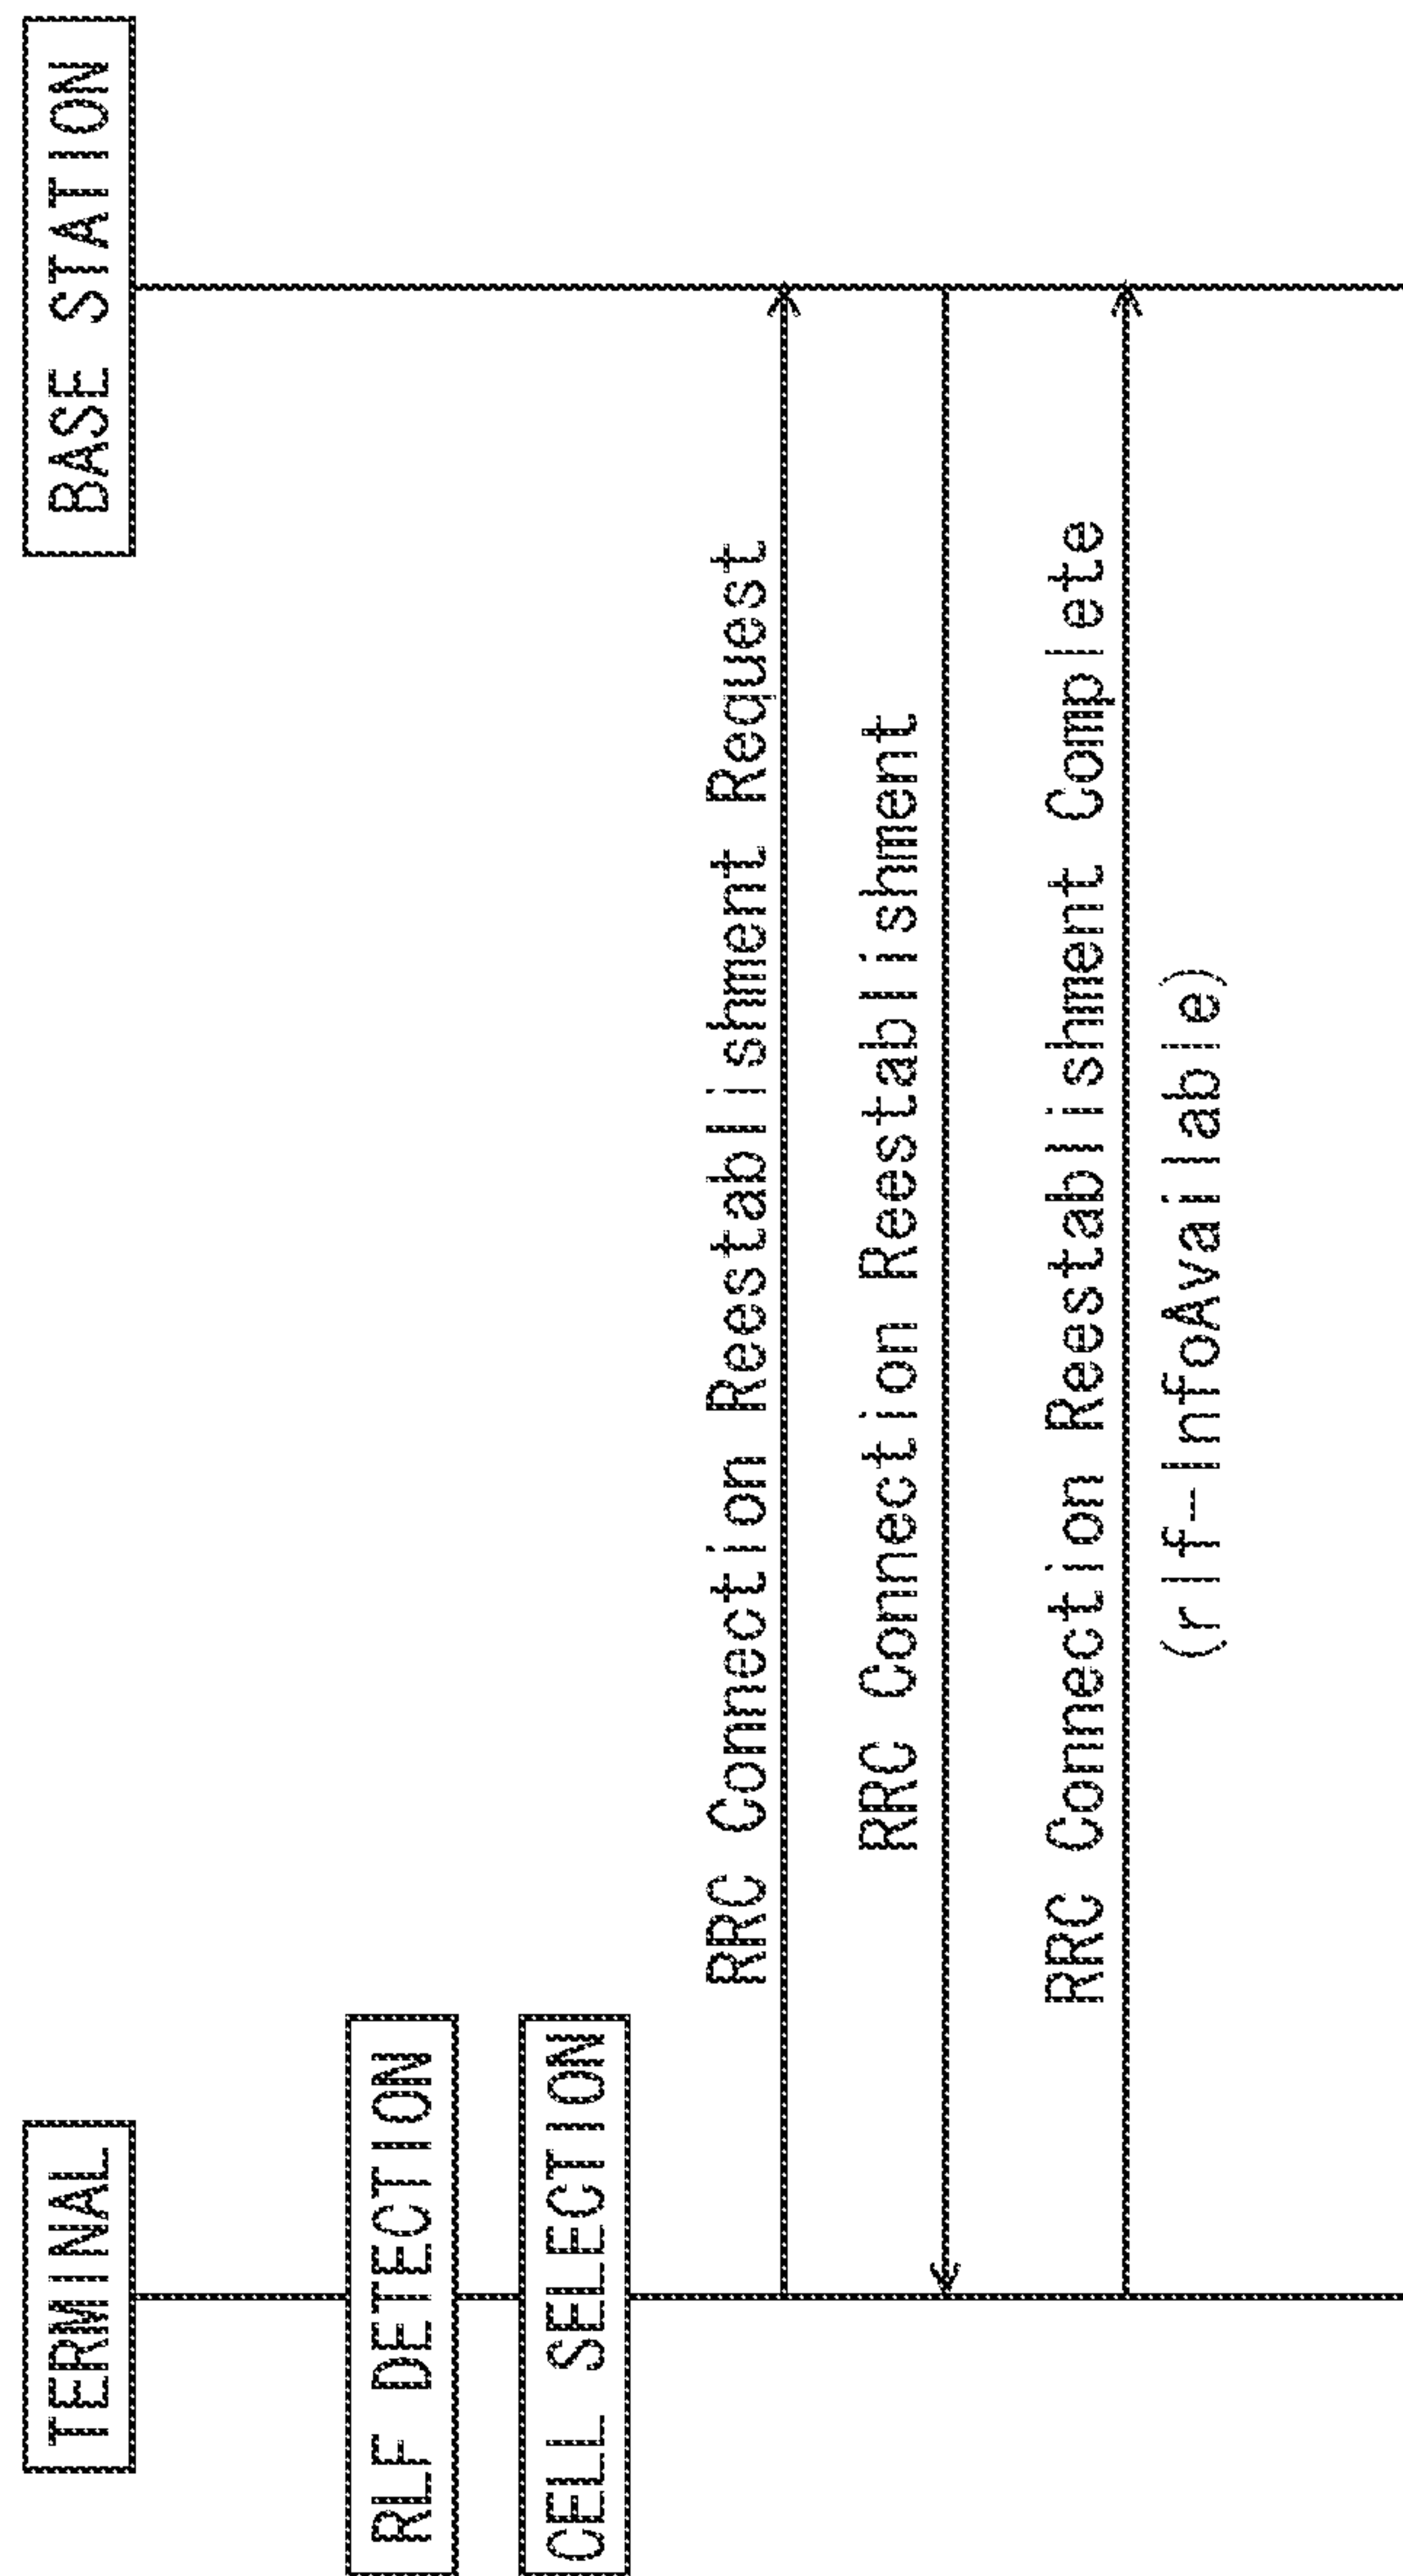 TERMINAL
BASE STATION
RLF DETECTION
CELL SELECTION
RRC Connection Reestablishment Request
RRC Connection Reestablishment
RRC Connection Reestablishment Complete
(rlf-InfoAvailable)